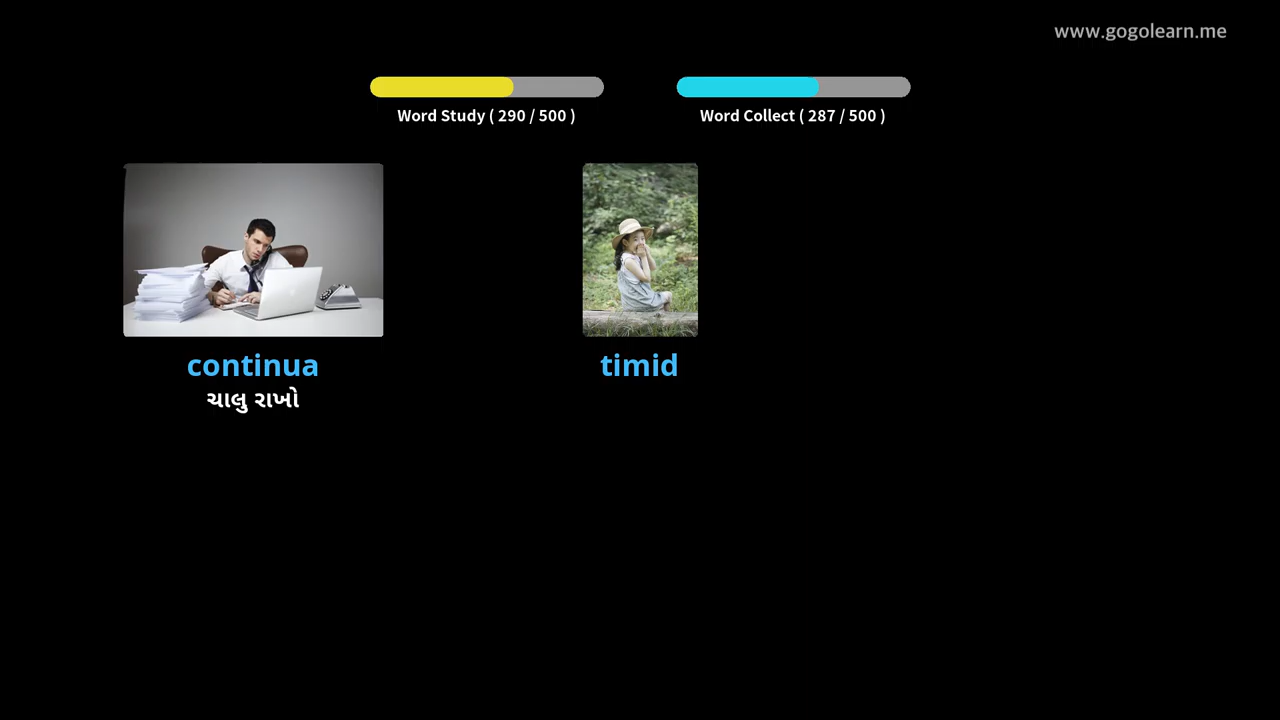 www.gogolearn.me
Word Study ( 290 / 500 )
Word Collect ( 287 / 500 )
continua
ચાલુ રાખો
timid